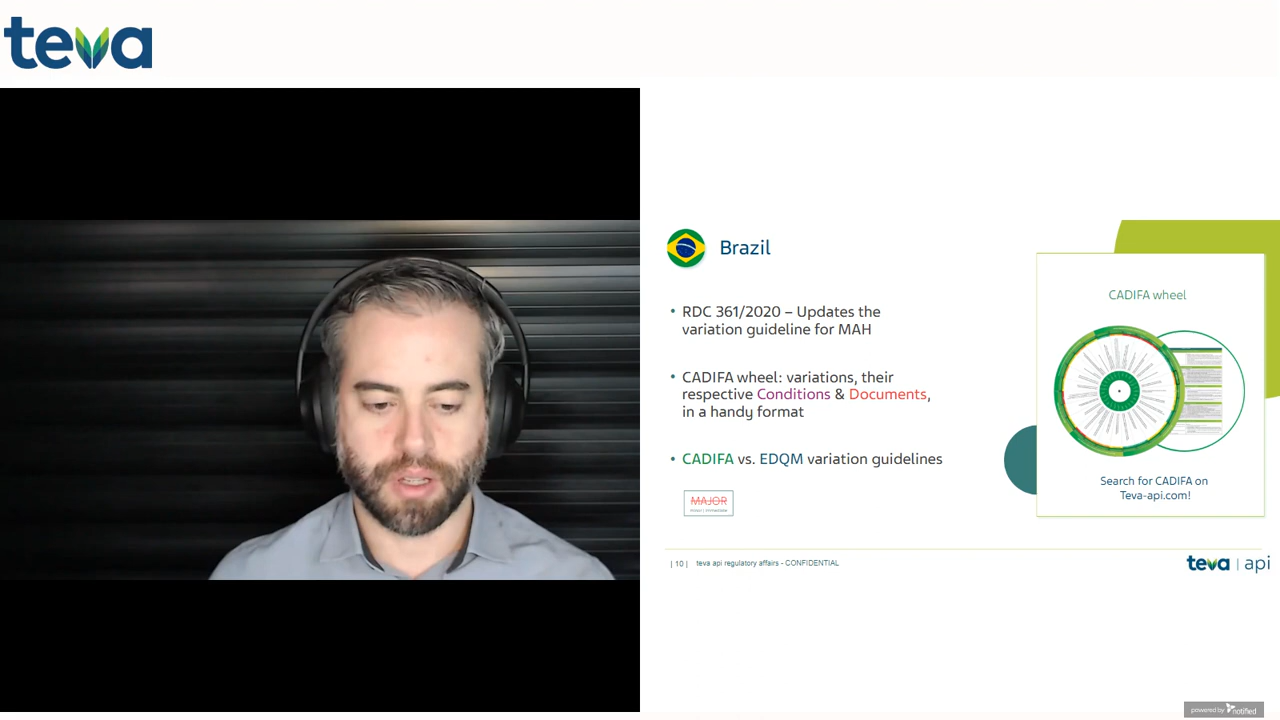 teva
Brazil
• RDC 361/2020 – Updates the
variation guideline for MAH
• CADIFA wheel: variations, their
respective Conditions & Documents,
in a handy format
• CADIFA vs. EDQM variation guidelines
MAJOR
CADIFA wheel
Search for CADIFA on
Teva-api.com!
| 10 | teva api regulatory affairs - CONFIDENTIAL
teva | api
powered by notified